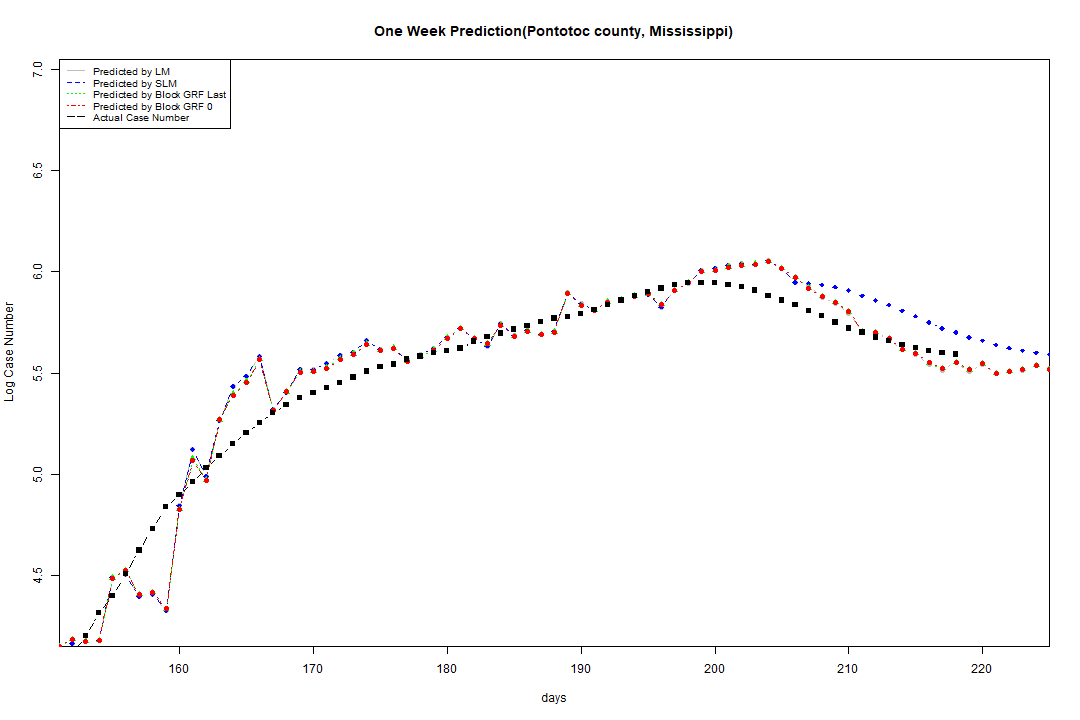 One Week Prediction(Pontotoc county, Mississippi)
7.0
Predicted by LM
Predicted by SLM
Predicted by Block GRF Last
Predicted by Block GRF 0
Actual Case Number
6.5
6.0
5.5
5.0
4.5
Log Case Number
160 170 180 190 200 210 220
days